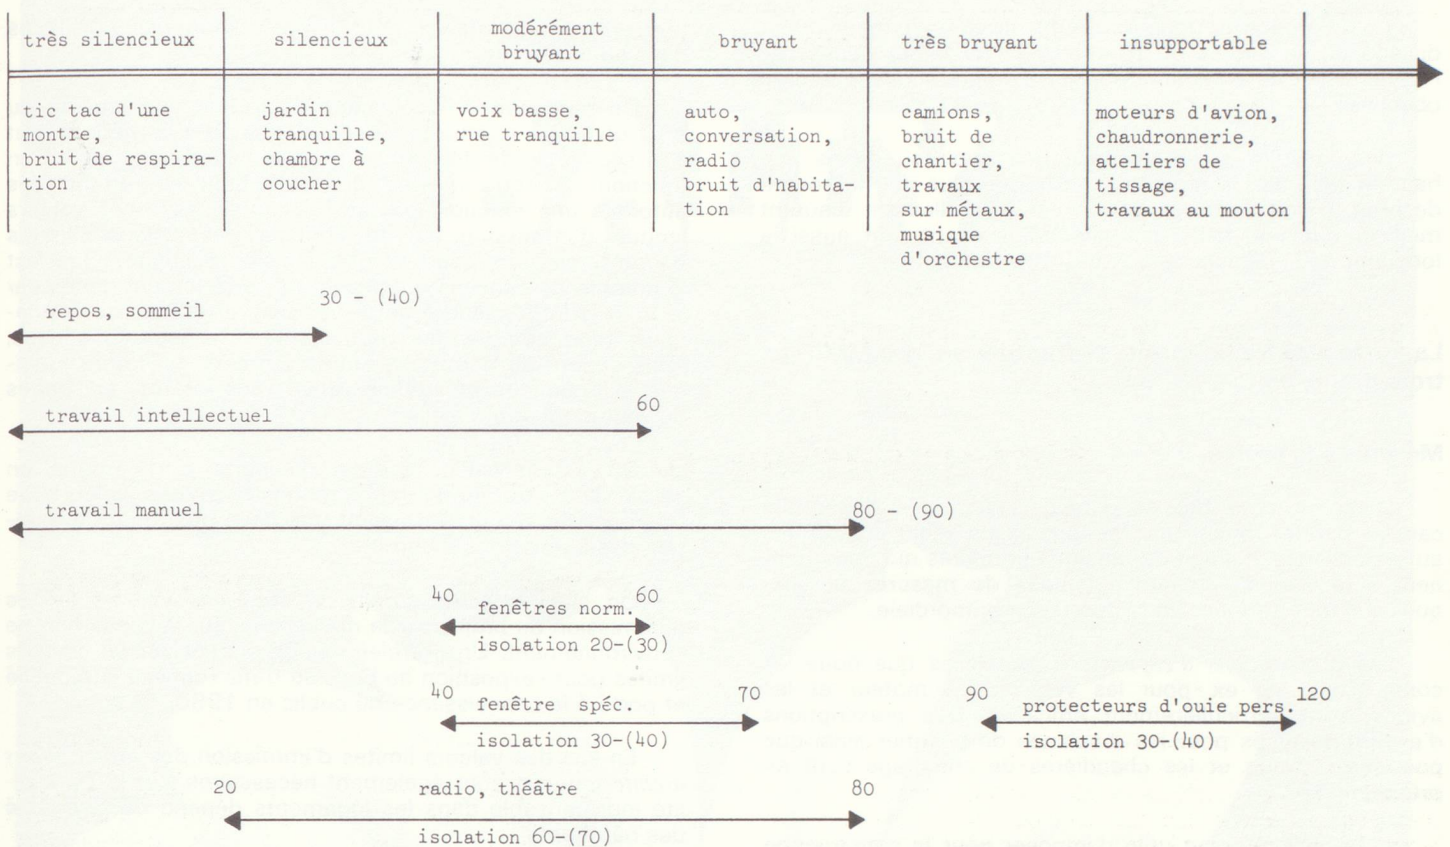 très silencieux
silencieux
modérément
bruyant
bruyant
très bruyant
insupportable
tic tac d'une
montre,
bruit de respira-
tion
jardin
tranquille,
chambre à
coucher
voix basse,
rue tranquille
auto,
conversation,
radio
bruit d'habita-
tion
camions,
bruit de
chantier,
travaux
sur métaux,
musique
d'orchestre
moteurs d'avion,
chaudronnerie,
ateliers de
tissage,
travaux au mouton
repos, sommeil 30 - (40)
travail intellectuel 60
travail manuel 80 - (90)
40 fenêtres norm. 60
isolation 20-(30)
40 fenêtre spéc. 70
isolation 30-(40)
90 protecteurs d'ouie pers. 120
isolation 30-(40)
20 radio, théâtre 80
isolation 60-(70)